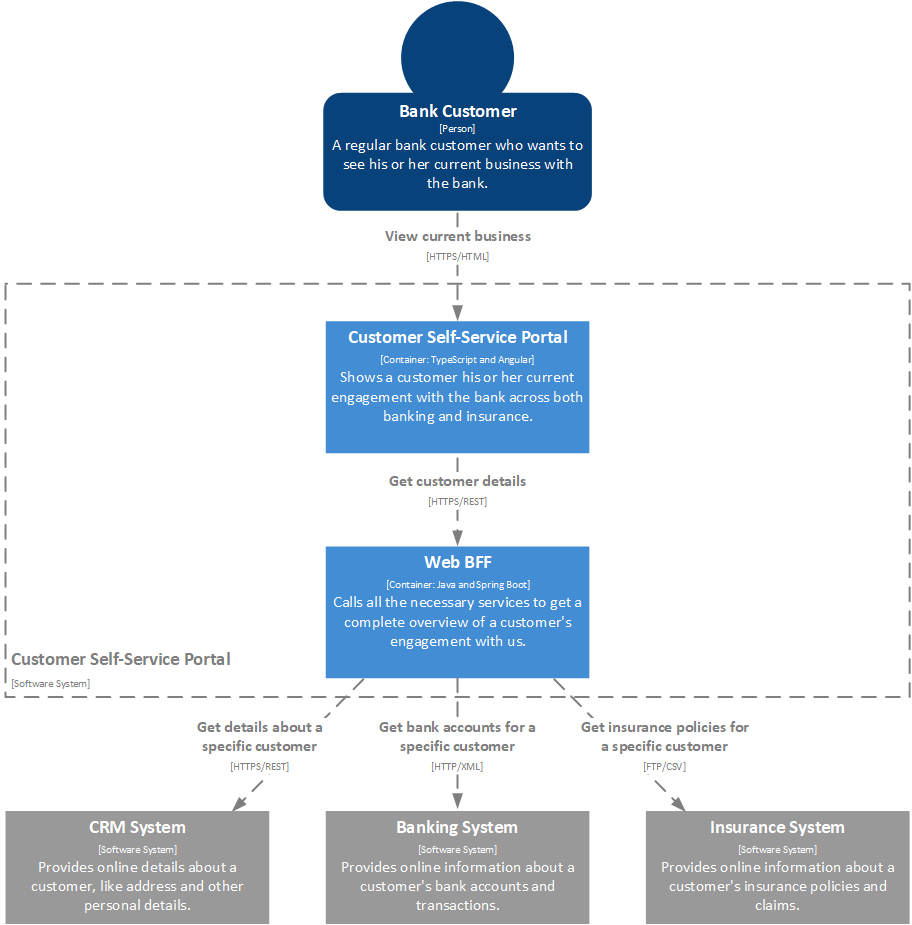 Bank Customer
[Person]
A regular bank customer who wants to
see his or her current business with
the bank.
View current business
[HTTPS/HTML]
Customer Self-Service Portal
[Container: TypeScript and Angular]
Shows a customer his or her current
engagement with the bank across both
banking and insurance.
Get customer details
[HTTPS/REST]
Web BFF
[Container: Java and Spring Boot]
Calls all the necessary services to get a
complete overview of a customer's
engagement with us.
Customer Self-Service Portal
[Software System]
Get details about a
specific customer
[HTTPS/REST]
Get bank accounts for a
specific customer
[HTTP/XML]
Get insurance policies for
a specific customer
[FTP/CSV]
CRM System
[Software System]
Provides online details about a
customer, like address and other
personal details.
Banking System
[Software System]
Provides online information about a
customer's bank accounts and
transactions.
Insurance System
[Software System]
Provides online information about a
customer's insurance policies and
claims.